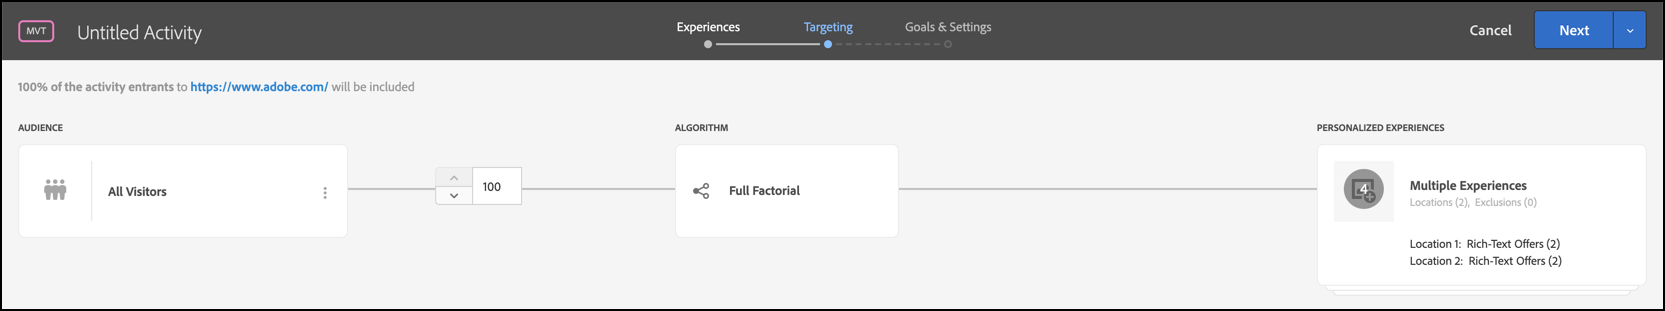 MVT Untitled Activity Experiences Targeting Goals & Settings Cancel Next
100% of the activity entrants to https://www.adobe.com/ will be included
AUDIENCE ALGORITHM PERSONALIZED EXPERIENCES
All Visitors 100 Full Factorial 4 Multiple Experiences
Locations (2), Exclusions (0)
Location 1: Rich-Text Offers (2)
Location 2: Rich-Text Offers (2)